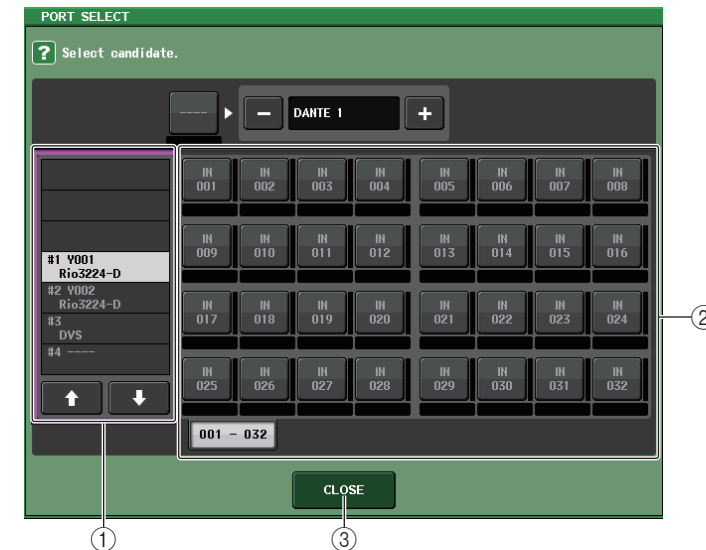 PORT SELECT
? Select candidate.
---- − DANTE 1 +
#1 Y001
Rio3224-D
#2 Y002
Rio3224-D
#3
DVS
#4 ----
IN 001 IN 002 IN 003 IN 004 IN 005 IN 006 IN 007 IN 008
IN 009 IN 010 IN 011 IN 012 IN 013 IN 014 IN 015 IN 016
IN 017 IN 018 IN 019 IN 020 IN 021 IN 022 IN 023 IN 024
IN 025 IN 026 IN 027 IN 028 IN 029 IN 030 IN 031 IN 032
001 - 032
CLOSE
① ③
②